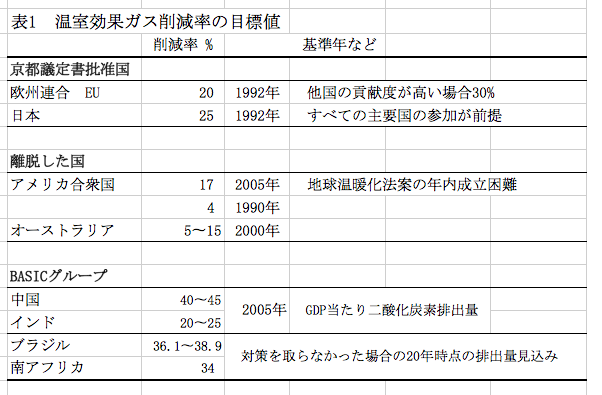 表1　温室効果ガス削減率の目標値
削減率 % 基準年など
京都議定書批准国
欧州連合　EU 20 1992年 他国の貢献度が高い場合30%
日本 25 1992年 すべての主要国の参加が前提
離脱した国
アメリカ合衆国 17 2005年 地球温暖化法案の年内成立困難
4 1990年
オーストラリア 5～15 2000年
BASICグループ
中国 40～45
2005年 GDP当たり二酸化炭素排出量
インド 20～25
ブラジル 36.1～38.9
対策を取らなかった場合の20年時点の排出量見込み
南アフリカ 34